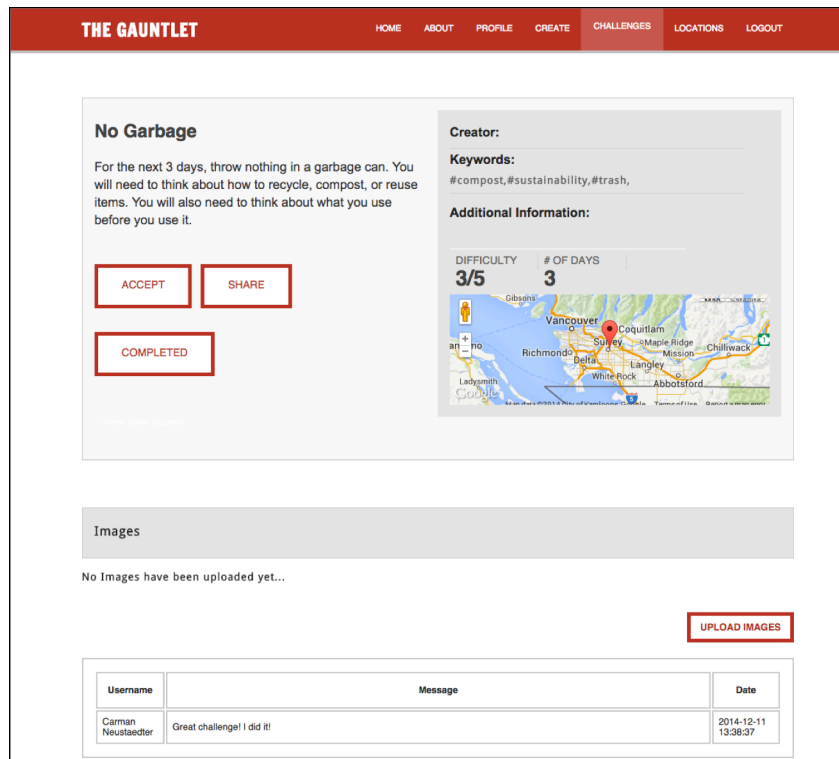 THE GAUNTLET
HOME ABOUT PROFILE CREATE CHALLENGES LOCATIONS LOGOUT
No Garbage
For the next 3 days, throw nothing in a garbage can. You
will need to think about how to recycle, compost, or reuse
items. You will also need to think about what you use
before you use it.
ACCEPT SHARE
COMPLETED
Creator:
Keywords:
#compost,#sustainability,#trash,
Additional Information:
DIFFICULTY # OF DAYS
3/5 3
Gibsons
Vancouver
Coquitlam
Surrey
Maple Ridge
Chilliwack
1
Richmond
Mission
Delta
Langley
White Rock
Abbotsford
Ladysmith
5
Google
Terms of Use
Images
No Images have been uploaded yet...
UPLOAD IMAGES
Username Message Date
Carman
Neustaedter
Great challenge! I did it!
2014-12-11
13:38:37